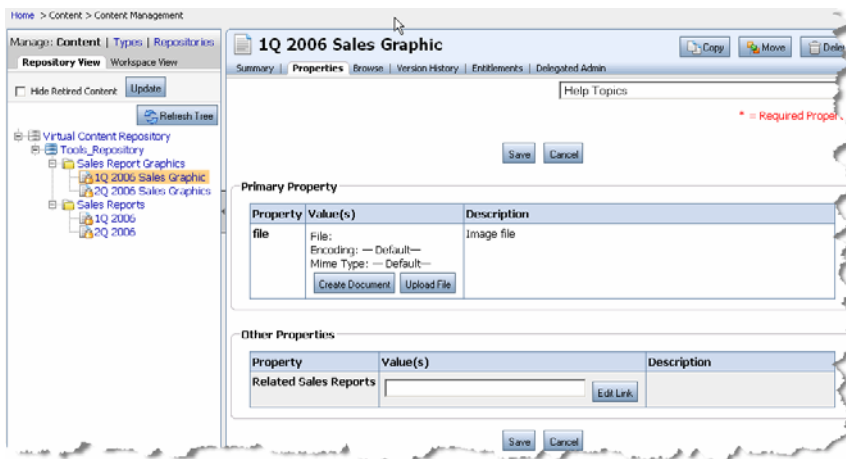 Home > Content > Content Management
Manage: Content | Types | Repositories
Repository View Workspace View
Hide Retired Content Update
Refresh Tree
Virtual Content Repository
Tools_Repository
Sales Report Graphics
1Q 2006 Sales Graphic
2Q 2006 Sales Graphics
Sales Reports
1Q 2006
2Q 2006
1Q 2006 Sales Graphic
Copy Move Dele
Summary | Properties Browse | Version History | Entitlements | Delegated Admin
Help Topics
* = Required Proper
Save Cancel
Primary Property
Property Value(s) Description
file File: Image file
Encoding: — Default—
Mime Type: — Default—
Create Document Upload File
Other Properties
Property Value(s) Description
Related Sales Reports Edit Link
Save Cancel